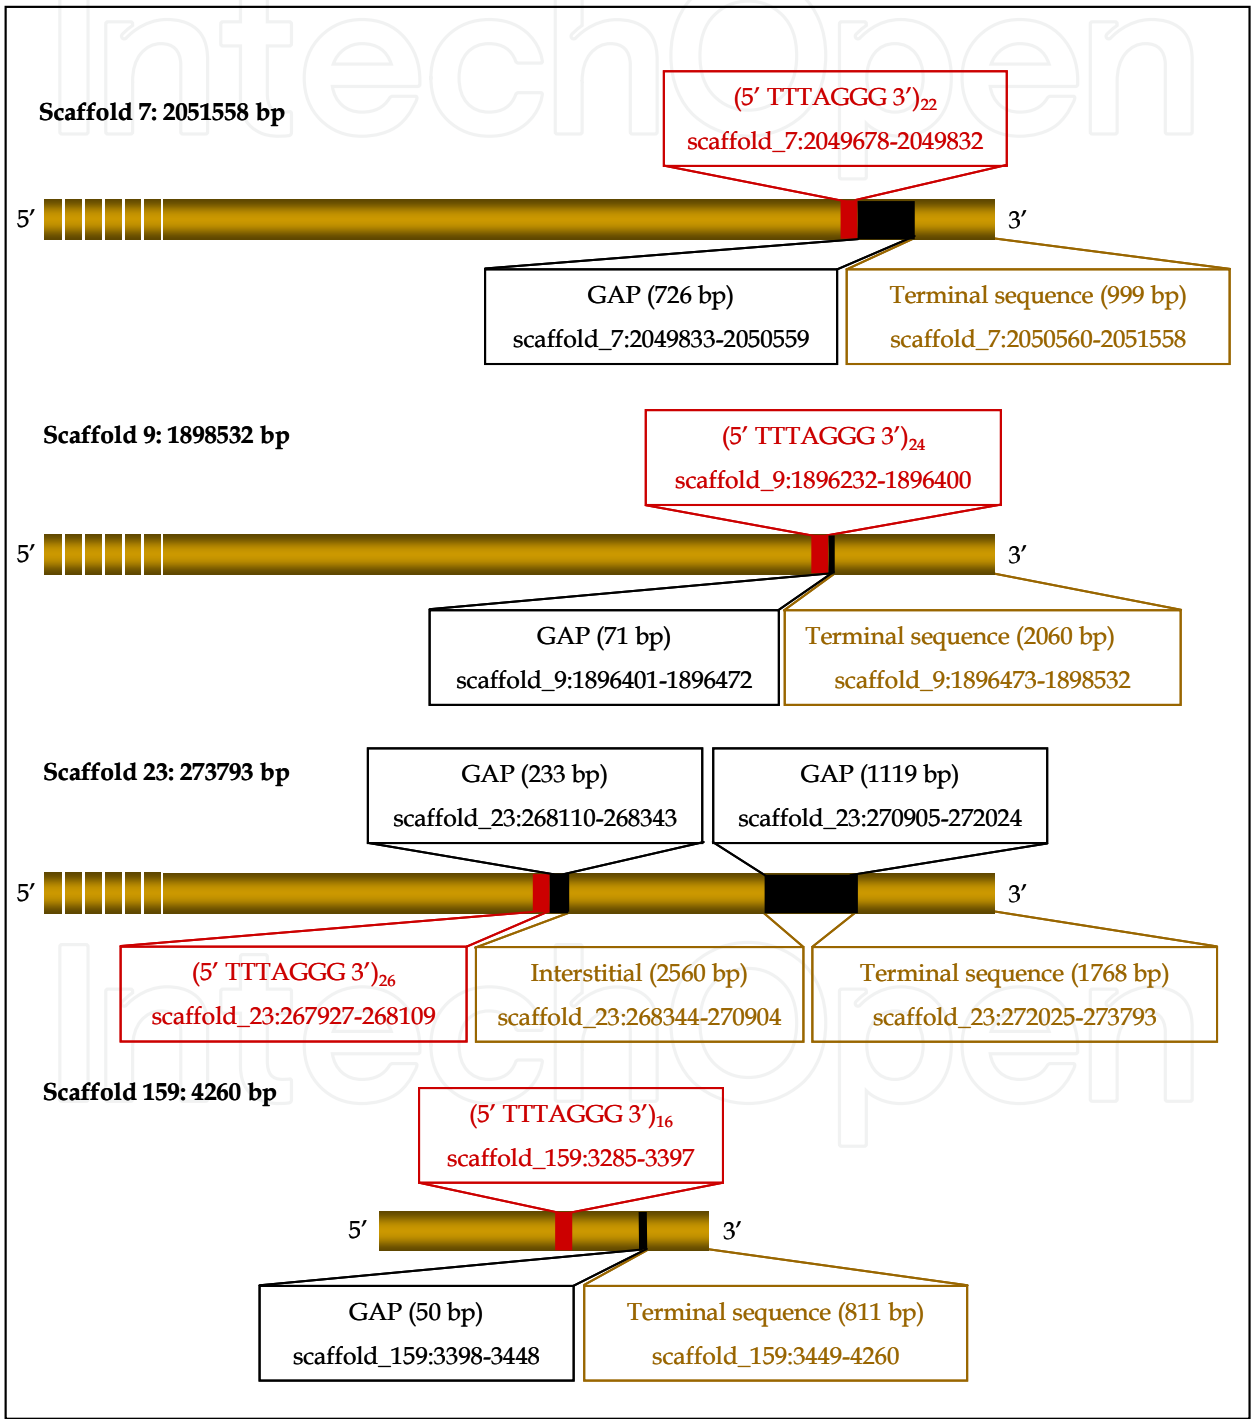 IntechOpen
Scaffold 7: 2051558 bp
(5′ TTTAGGG 3′)22
scaffold_7:2049678-2049832
5′
3′
GAP (726 bp)
scaffold_7:2049833-2050559
Terminal sequence (999 bp)
scaffold_7:2050560-2051558
Scaffold 9: 1898532 bp
(5′ TTTAGGG 3′)24
scaffold_9:1896232-1896400
5′
3′
GAP (71 bp)
scaffold_9:1896401-1896472
Terminal sequence (2060 bp)
scaffold_9:1896473-1898532
Scaffold 23: 273793 bp
GAP (233 bp)
scaffold_23:268110-268343
GAP (1119 bp)
scaffold_23:270905-272024
5′
3′
(5′ TTTAGGG 3′)26
scaffold_23:267927-268109
Interstitial (2560 bp)
scaffold_23:268344-270904
Terminal sequence (1768 bp)
scaffold_23:272025-273793
IntechOpen
Scaffold 159: 4260 bp
(5′ TTTAGGG 3′)16
scaffold_159:3285-3397
5′
3′
GAP (50 bp)
scaffold_159:3398-3448
Terminal sequence (811 bp)
scaffold_159:3449-4260